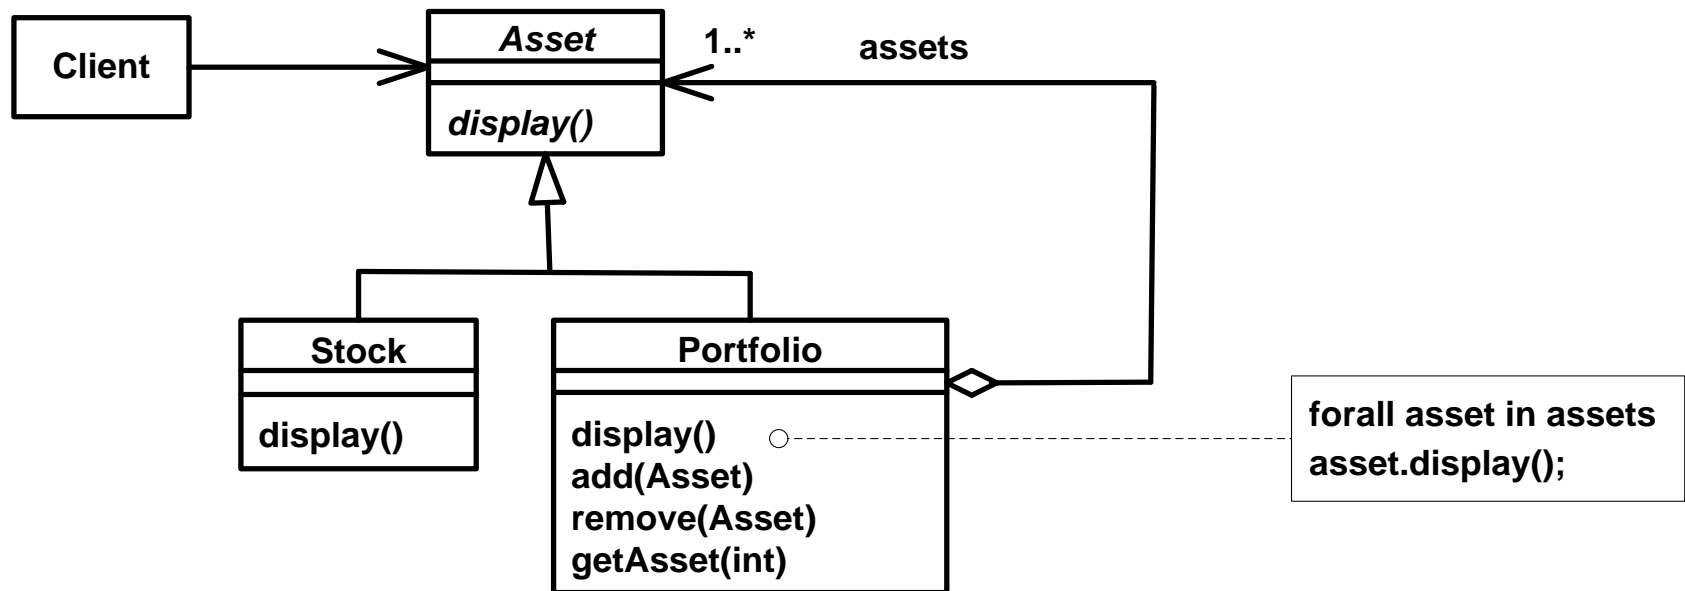 Client
Asset
display()
1..*
assets
Stock
display()
Portfolio
display()
add(Asset)
remove(Asset)
getAsset(int)
forall asset in assets
asset.display();